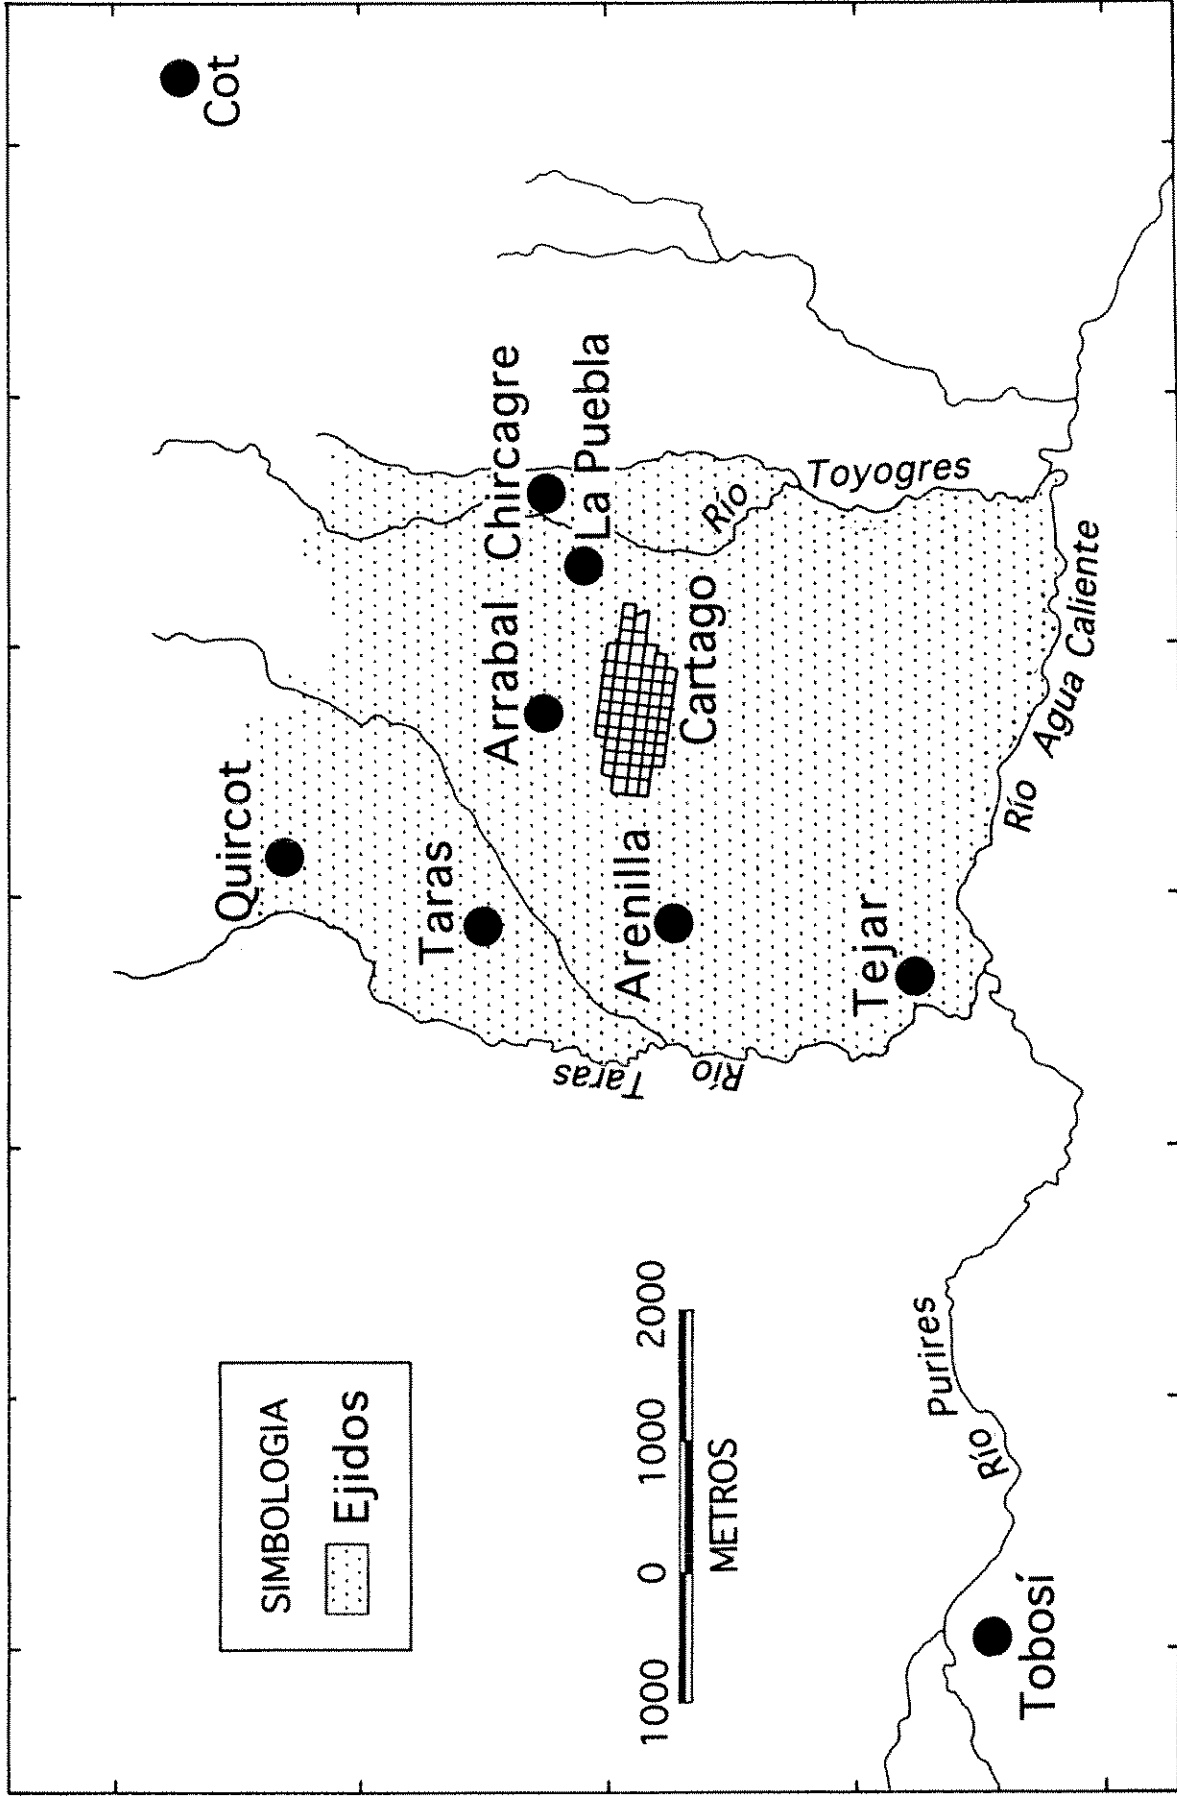 Cot
Quircot
Taras
Arrabal
Chircagre
La Puebla
Arenilla
Cartago
Tejar
Río
Toyogres
Río
Taras
Río Agua Caliente
SIMBOLOGIA
Ejidos
1000 0 1000 2000
METROS
Río Purires
Tobosí